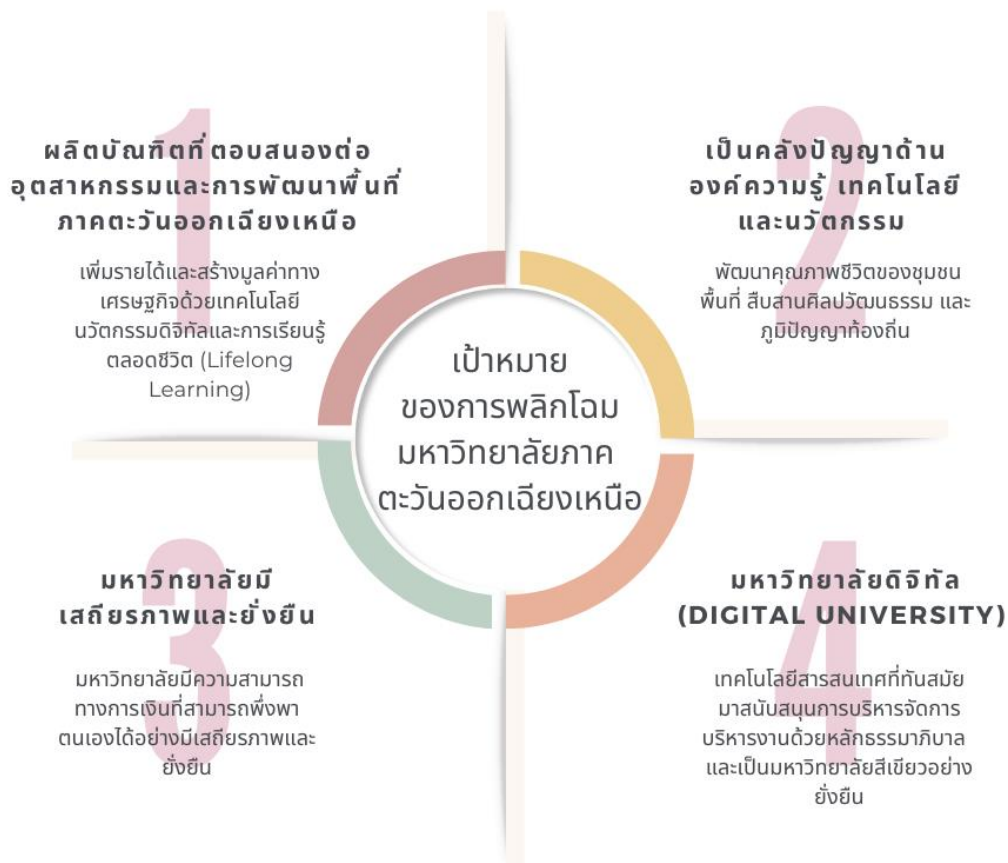 1
ผลิตบัณฑิตที่ตอบสนองต่อ
อุตสาหกรรมและการพัฒนาพื้นที่
ภาคตะวันออกเฉียงเหนือ
เพิ่มรายได้และสร้างมูลค่าทาง
เศรษฐกิจด้วยเทคโนโลยี
นวัตกรรมดิจิทัลและการเรียนรู้
ตลอดชีวิต (Lifelong
Learning)
2
เป็นคลังปัญญาด้าน
องค์ความรู้ เทคโนโลยี
และนวัตกรรม
พัฒนาคุณภาพชีวิตของชุมชน
พื้นที่ สืบสานศิลปวัฒนธรรม และ
ภูมิปัญญาท้องถิ่น
เป้าหมาย
ของการพลิกโฉม
มหาวิทยาลัยภาค
ตะวันออกเฉียงเหนือ
3
มหาวิทยาลัยมี
เสถียรภาพและยั่งยืน
มหาวิทยาลัยมีความสามารถ
ทางการเงินที่สามารถพึ่งพา
ตนเองได้อย่างมีเสถียรภาพและ
ยั่งยืน
4
มหาวิทยาลัยดิจิทัล
(DIGITAL UNIVERSITY)
เทคโนโลยีสารสนเทศที่ทันสมัย
มาสนับสนุนการบริหารจัดการ
บริหารงานด้วยหลักธรรมาภิบาล
และเป็นมหาวิทยาลัยสีเขียวอย่าง
ยั่งยืน